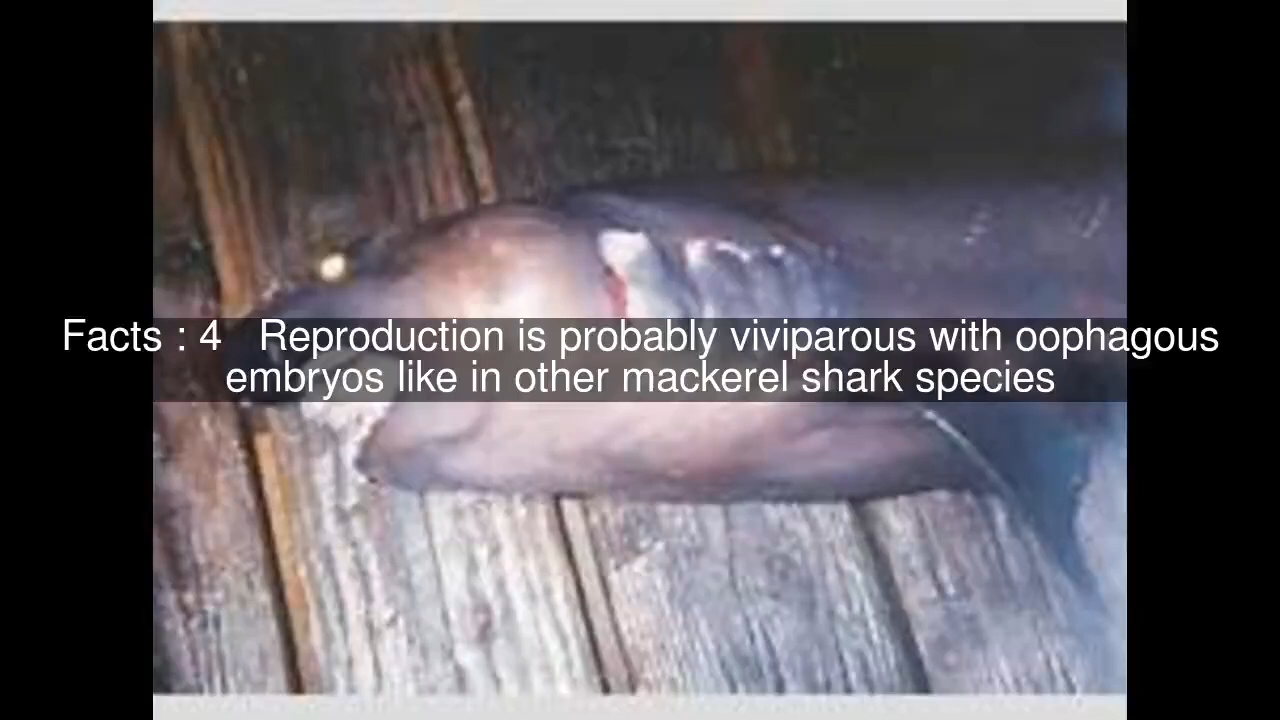 Facts : 4   Reproduction is probably viviparous with oophagous
embryos like in other mackerel shark species